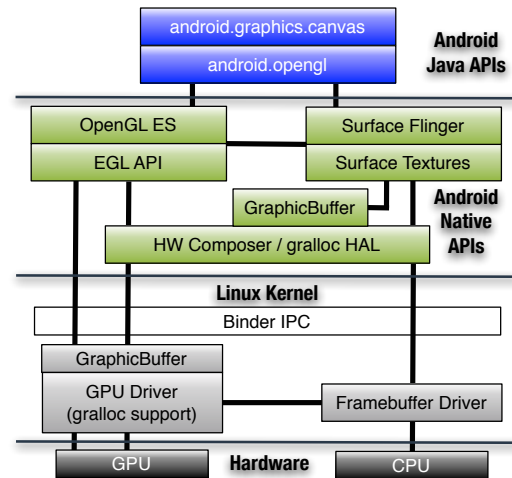 android.graphics.canvas
android.opengl
Android
Java APIs
OpenGL ES
EGL API
Surface Flinger
Surface Textures
GraphicBuffer
HW Composer / gralloc HAL
Android
Native
APIs
Linux Kernel
Binder IPC
GraphicBuffer
GPU Driver
(gralloc support)
Framebuffer Driver
GPU
Hardware
CPU